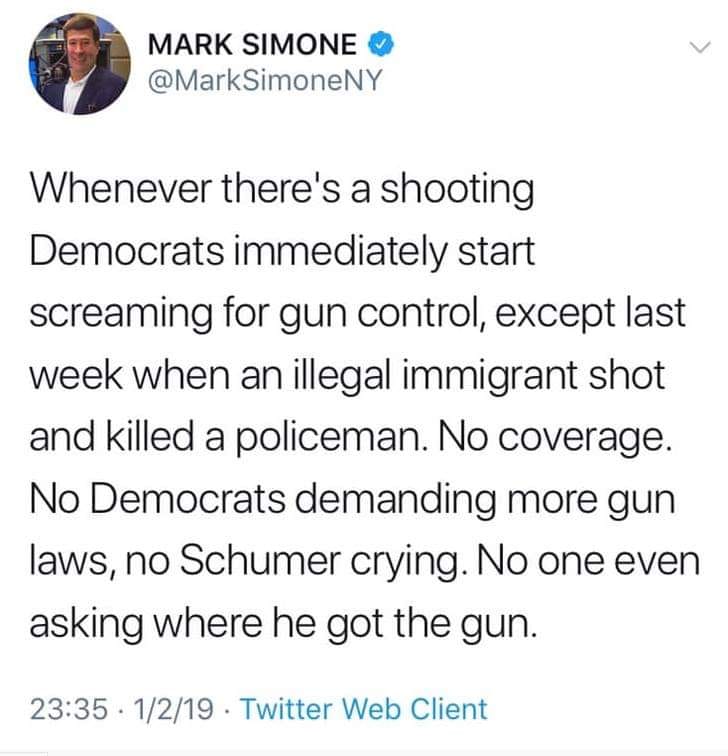 MARK SIMONE
@MarkSimoneNY
Whenever there's a shooting
Democrats immediately start
screaming for gun control, except last
week when an illegal immigrant shot
and killed a policeman. No coverage.
No Democrats demanding more gun
laws, no Schumer crying. No one even
asking where he got the gun.
23:35 · 1/2/19 · Twitter Web Client